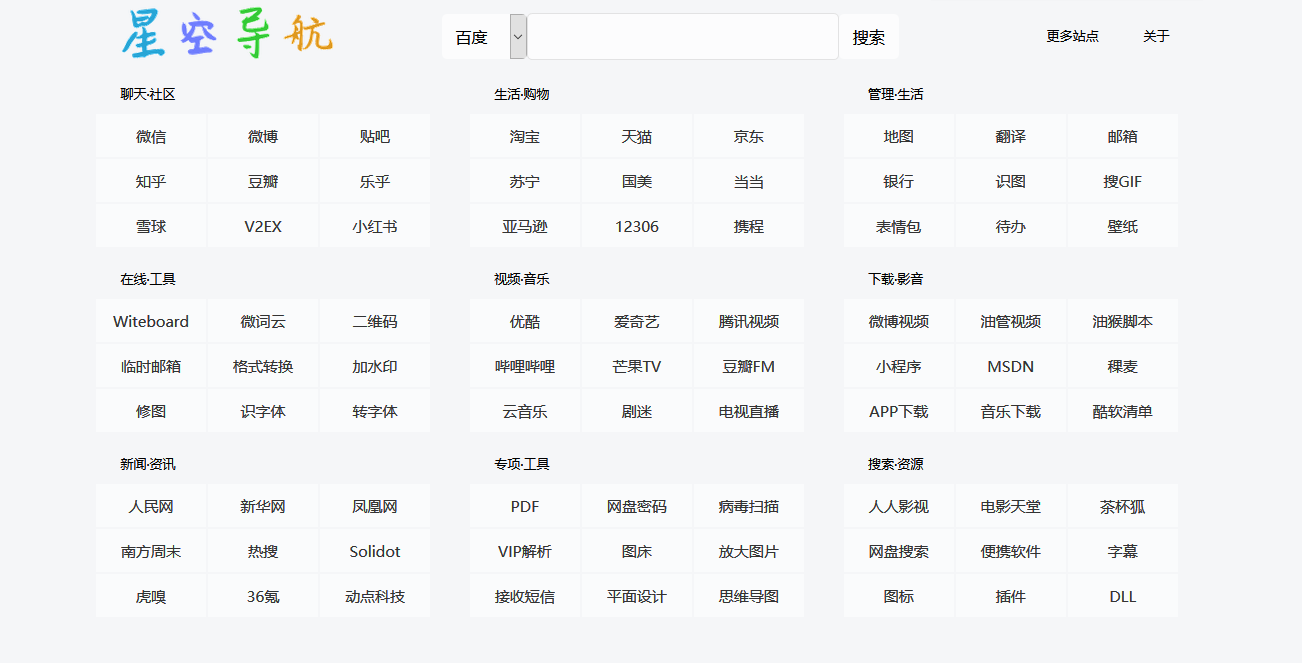 星空导航 百度 搜索 更多站点 关于
聊天·社区 生活·购物 管理·生活
微信 微博 贴吧 淘宝 天猫 京东 地图 翻译 邮箱
知乎 豆瓣 乐乎 苏宁 国美 当当 银行 识图 搜GIF
雪球 V2EX 小红书 亚马逊 12306 携程 表情包 待办 壁纸
在线·工具 视频·音乐 下载·影音
Witeboard 微词云 二维码 优酷 爱奇艺 腾讯视频 微博视频 油管视频 油猴脚本
临时邮箱 格式转换 加水印 哔哩哔哩 芒果TV 豆瓣FM 小程序 MSDN 稞麦
修图 识字体 转字体 云音乐 剧迷 电视直播 APP下载 音乐下载 酷软清单
新闻·资讯 专项·工具 搜索·资源
人民网 新华网 凤凰网 PDF 网盘密码 病毒扫描 人人影视 电影天堂 茶杯狐
南方周末 热搜 Solidot VIP解析 图床 放大图片 网盘搜索 便携软件 字幕
虎嗅 36氪 动点科技 接收短信 平面设计 思维导图 图标 插件 DLL